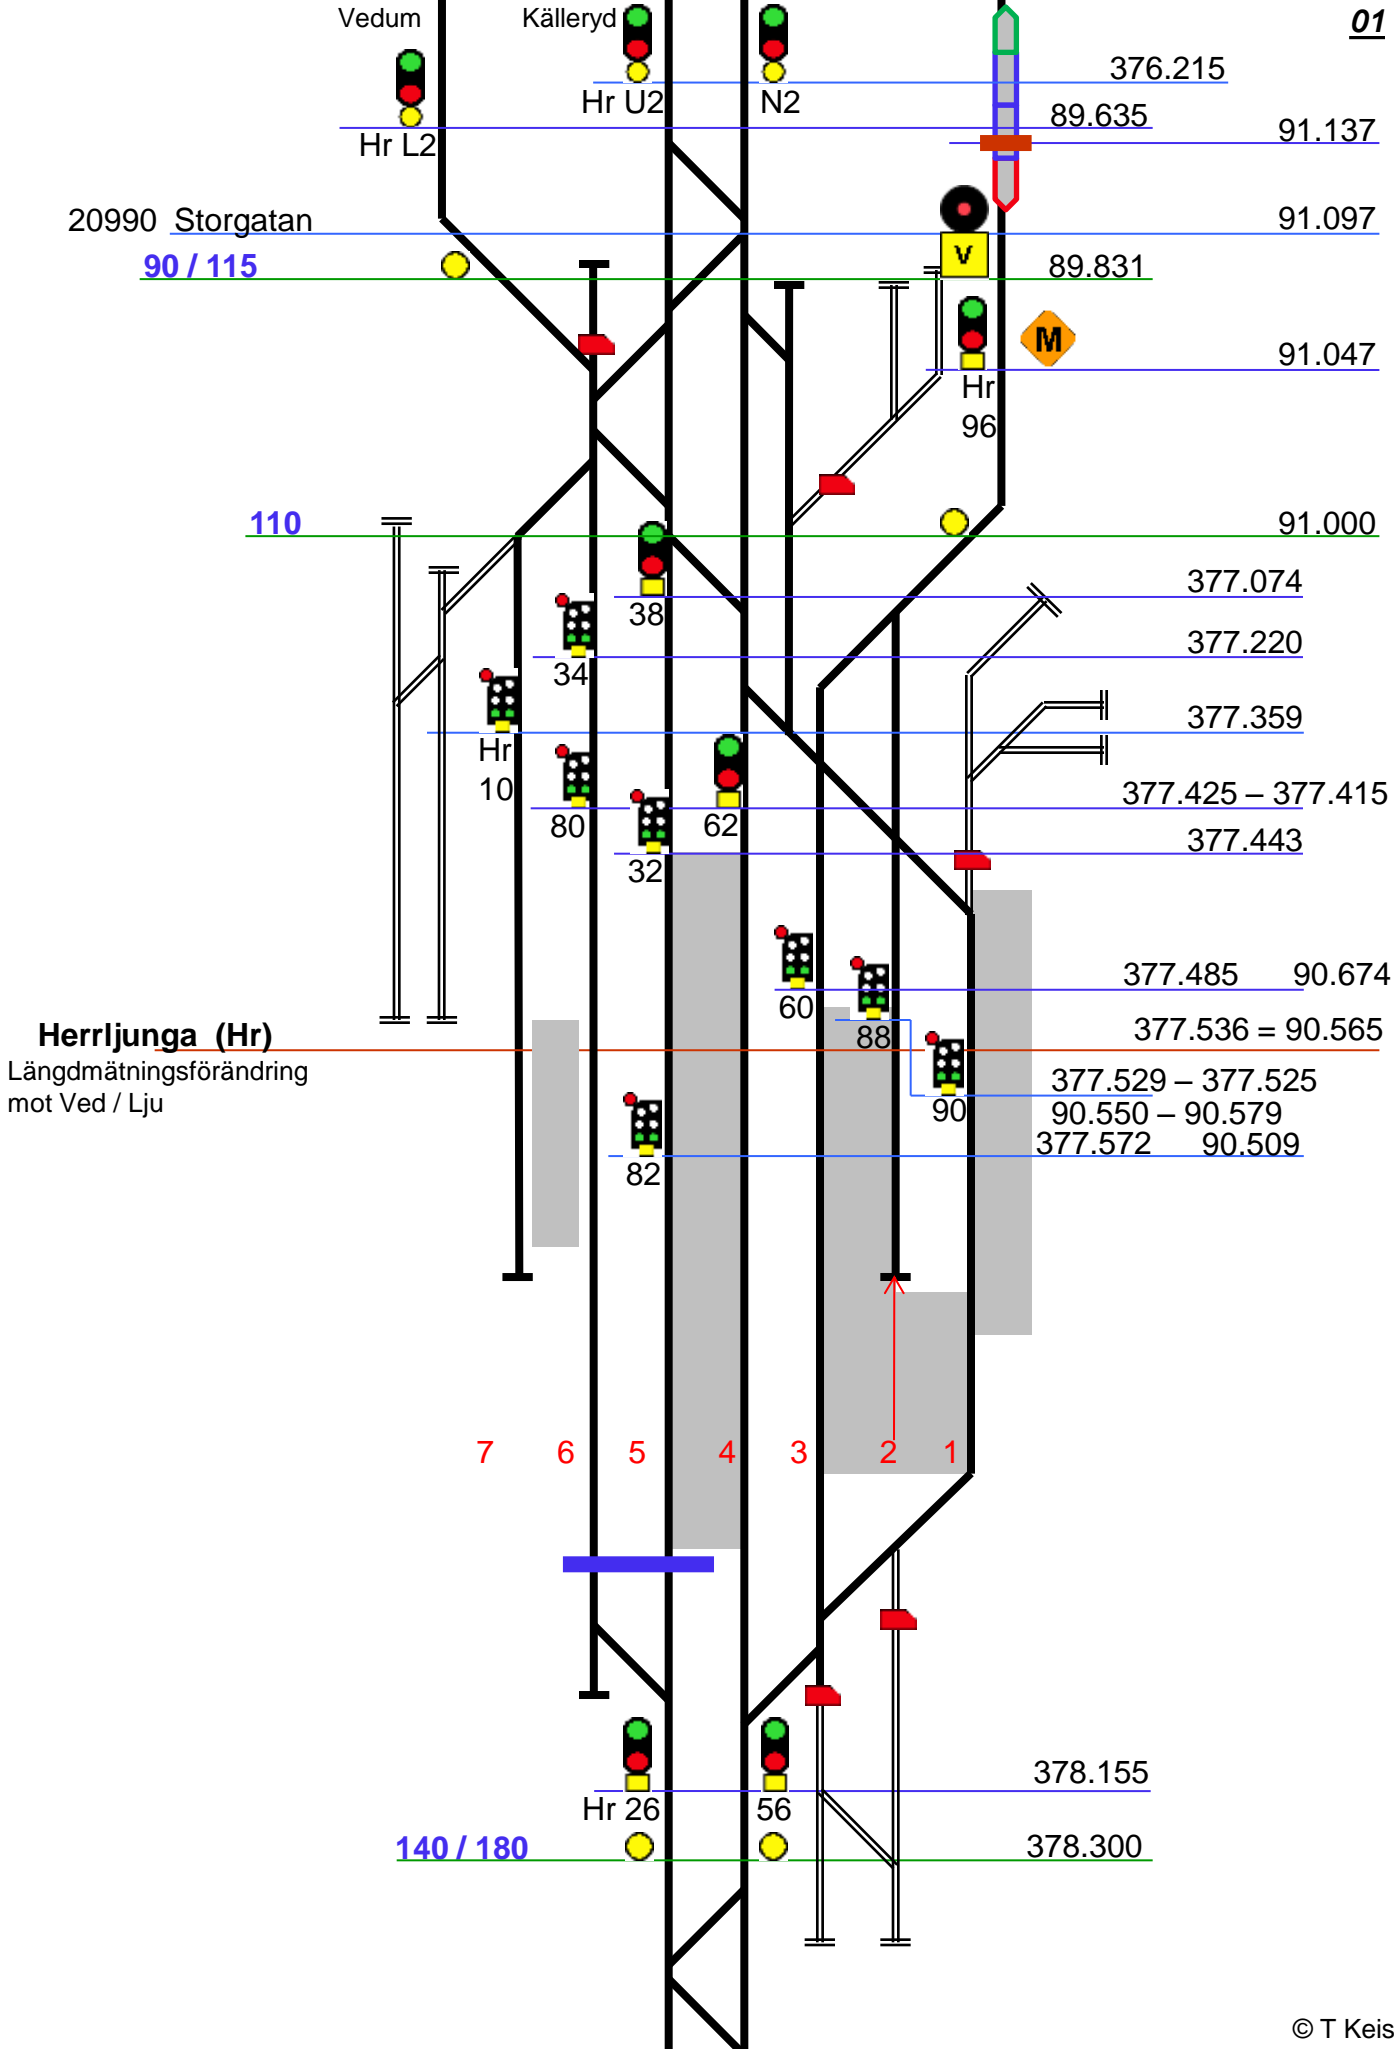 Vedum
Källeryd
01
376.215
Hr U2
N2
89.635
91.137
Hr L2
20990 Storgatan
91.097
V
90 / 115
89.831
M
91.047
Hr
96
110
91.000
377.074
38
377.220
34
377.359
Hr
10
377.425 – 377.415
80
62
377.443
32
377.485 90.674
60
88
Herrljunga (Hr)
377.536 = 90.565
Längdmätningsförändring
mot Ved / Lju
377.529 – 377.525
90
90.550 – 90.579
377.572 90.509
82
7 6 5 4 3 2 1
378.155
Hr 26
56
140 / 180
378.300
© T Keis